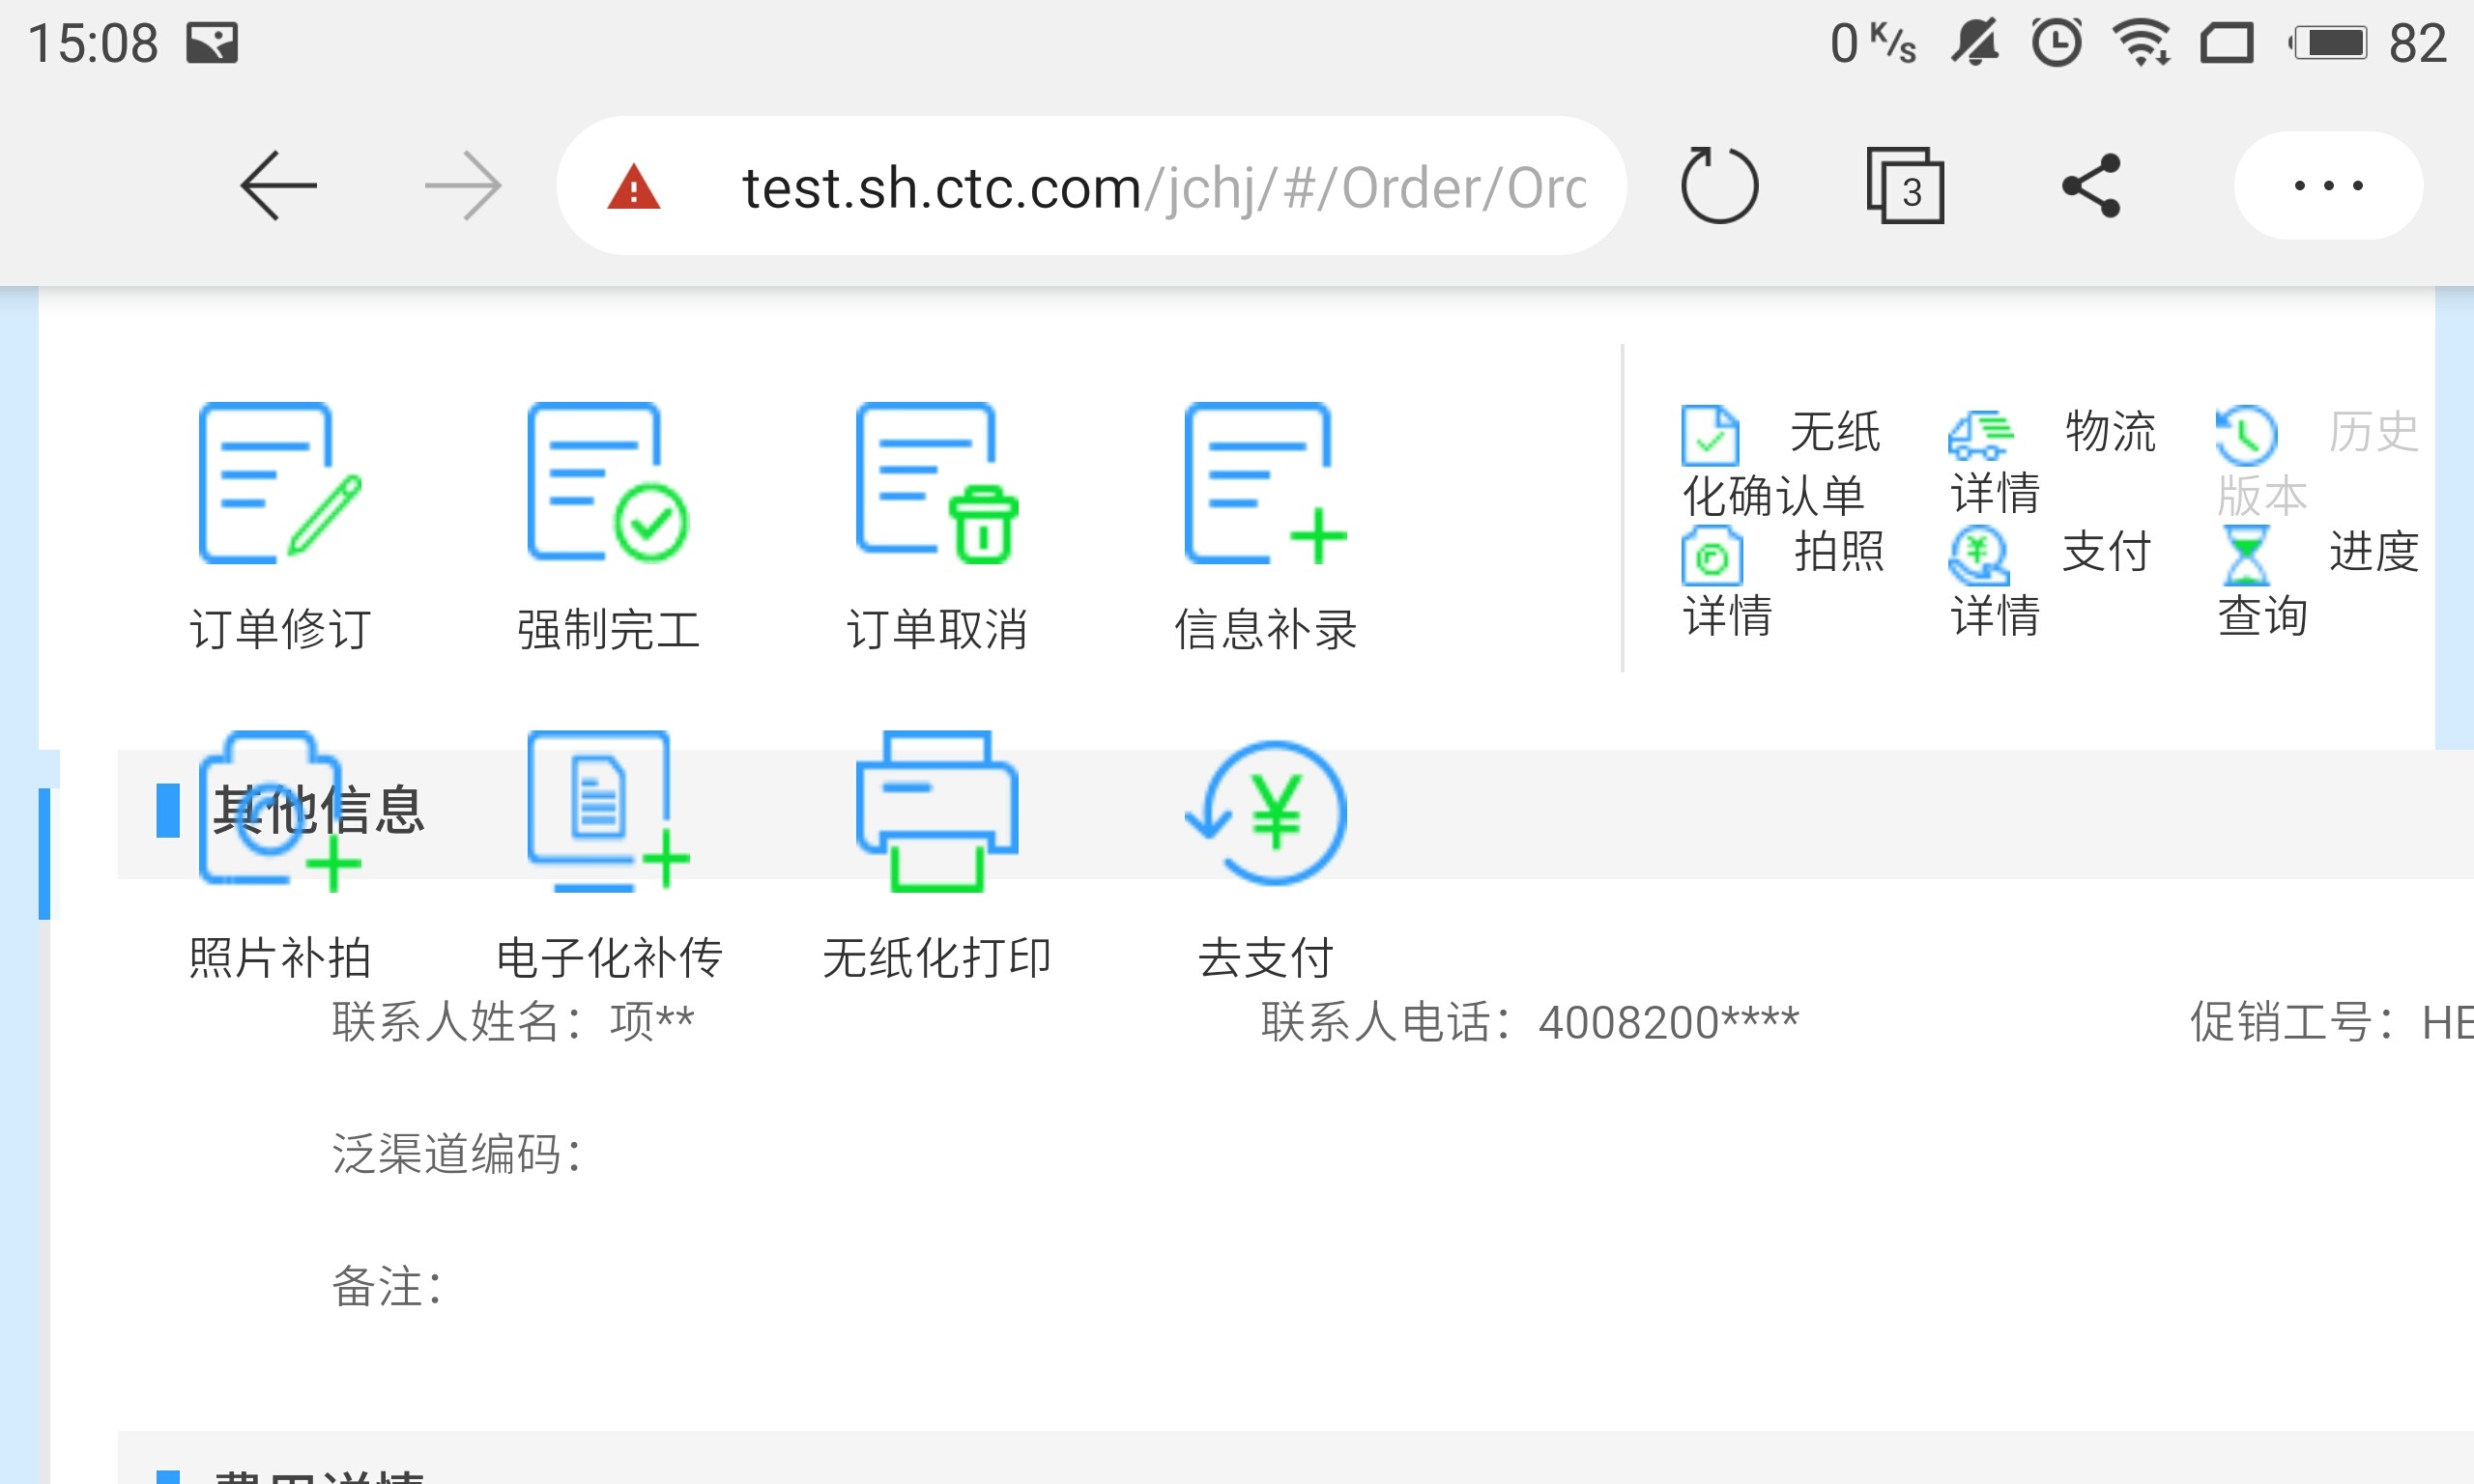 15:08
0 K/s
82
test.sh.ctc.com/jchj/#/Order/Orc
3
订单修订
强制完工
订单取消
信息补录
无纸化确认单
物流详情
历史版本
拍照详情
支付详情
进度查询
其他信息
照片补拍
电子化补传
无纸化打印
去支付
联系人姓名：项**
联系人电话：4008200****
促销工号：HE
泛渠道编码：
备注：
费用详情